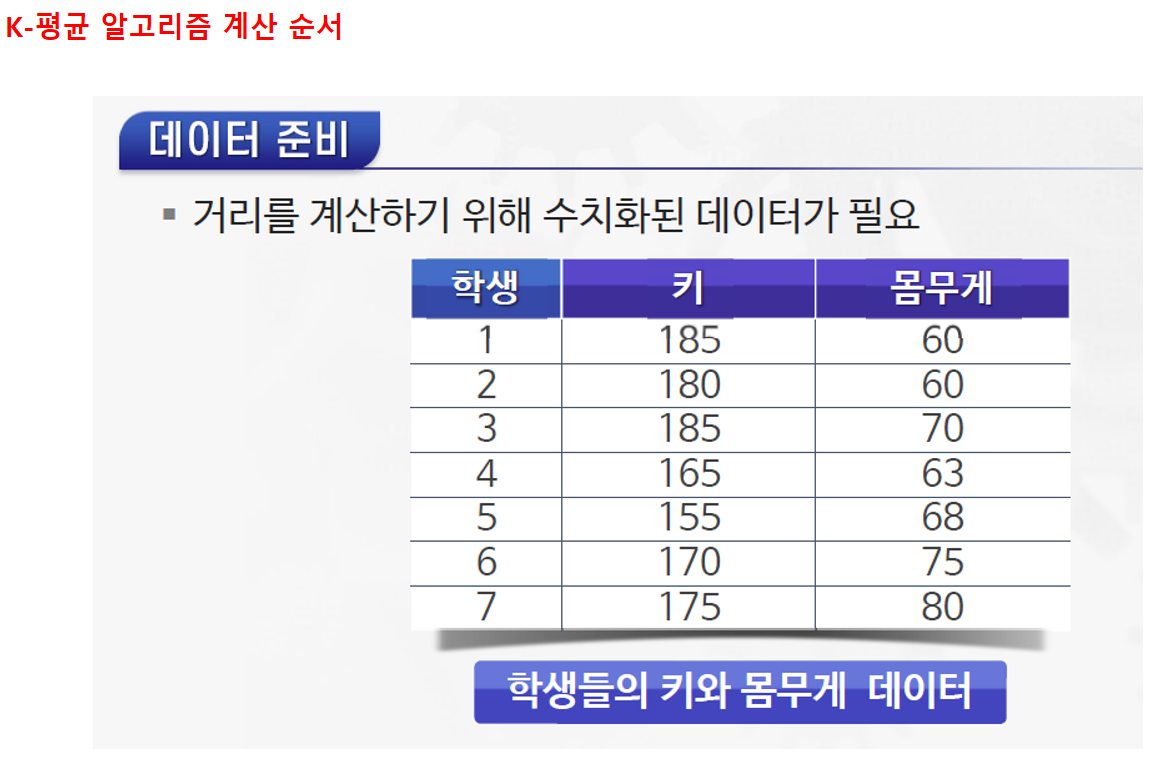 K-평균 알고리즘 계산 순서
데이터 준비
▪ 거리를 계산하기 위해 수치화된 데이터가 필요
학생 키 몸무게
1 185 60
2 180 60
3 185 70
4 165 63
5 155 68
6 170 75
7 175 80
학생들의 키와 몸무게 데이터